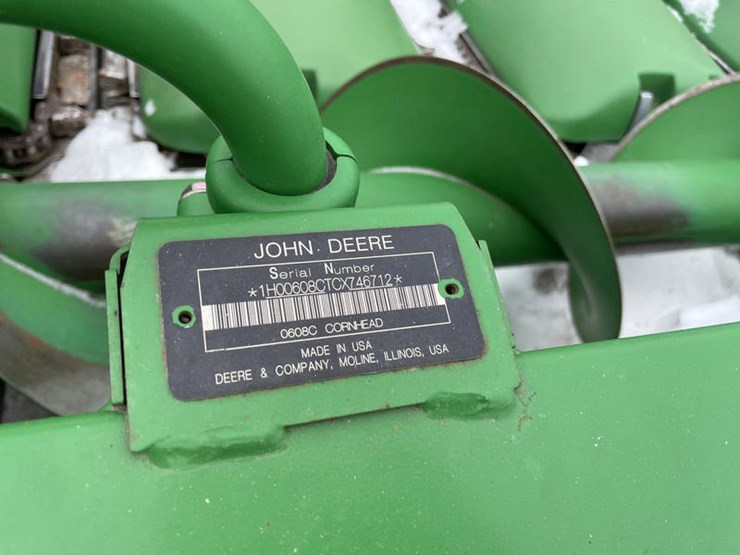 JOHN DEERE
Serial Number
*1H00608CTCX746712*
0608C CORNHEAD
MADE IN USA
DEERE & COMPANY, MOLINE, ILLINOIS, USA